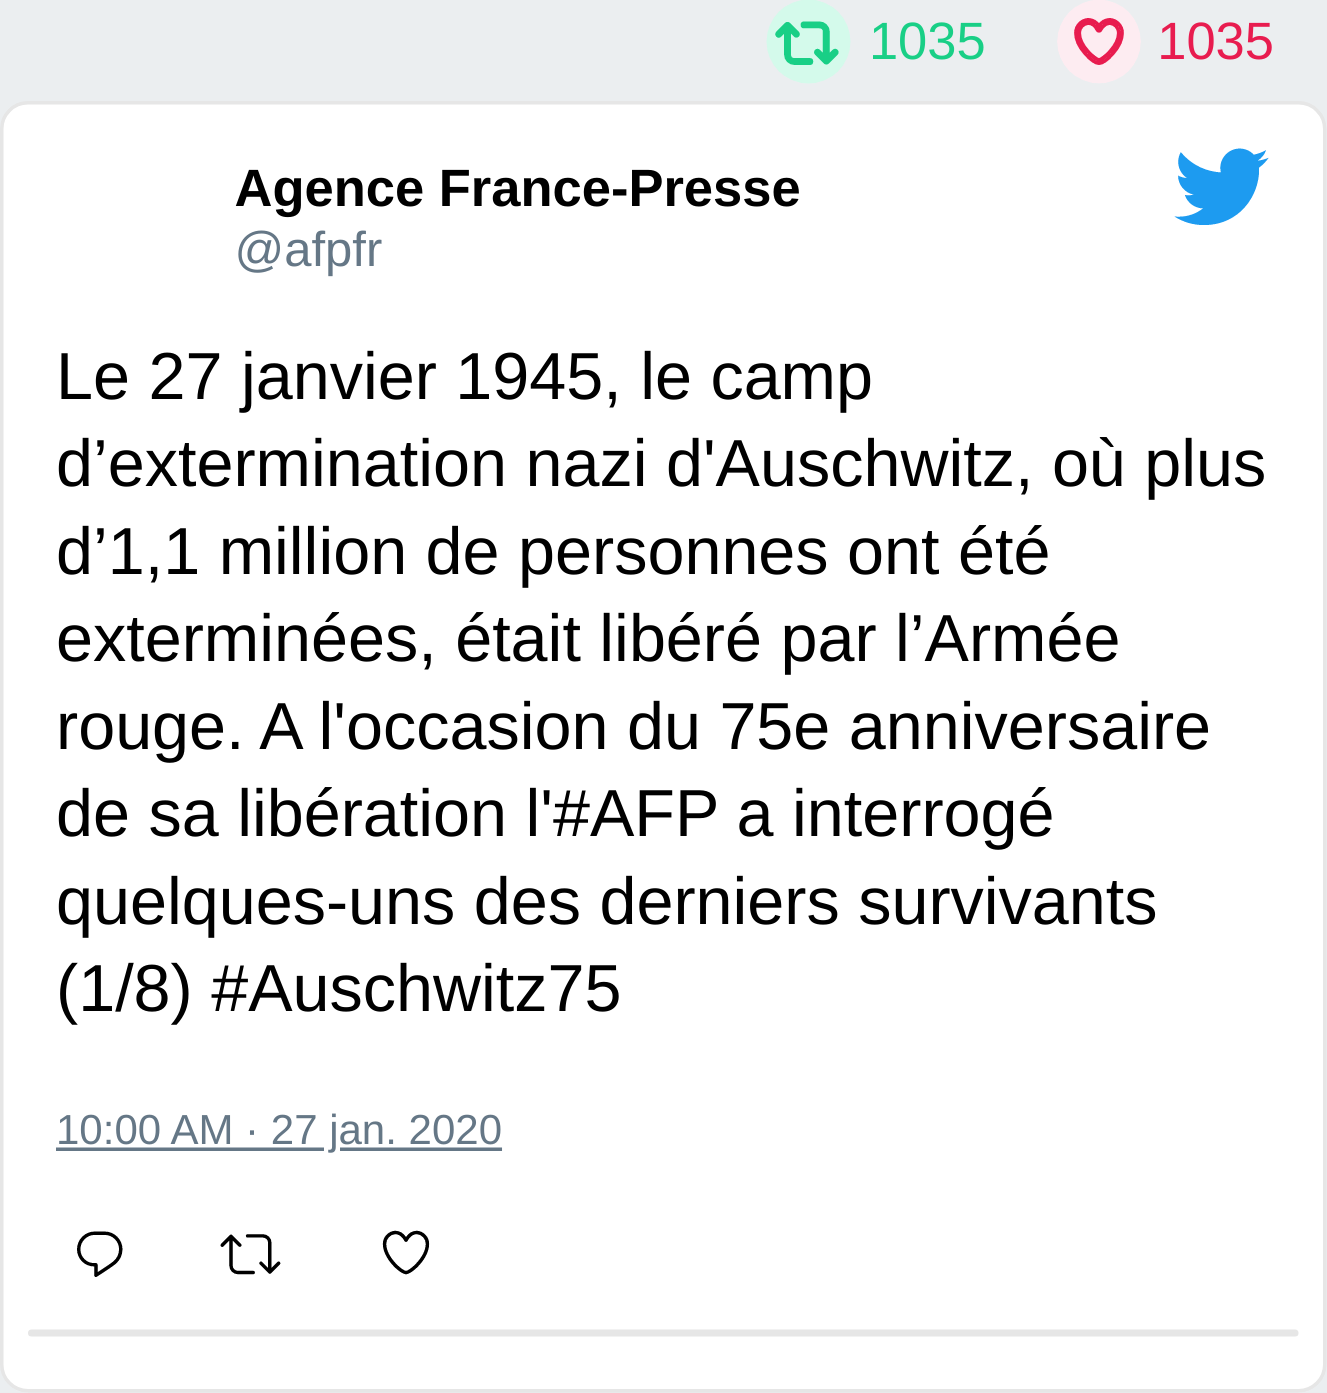 1035 1035
Agence France-Presse
@afpfr
Le 27 janvier 1945, le camp
d’extermination nazi d'Auschwitz, où plus
d’1,1 million de personnes ont été
exterminées, était libéré par l’Armée
rouge. A l'occasion du 75e anniversaire
de sa libération l'#AFP a interrogé
quelques-uns des derniers survivants
(1/8) #Auschwitz75
10:00 AM · 27 jan. 2020